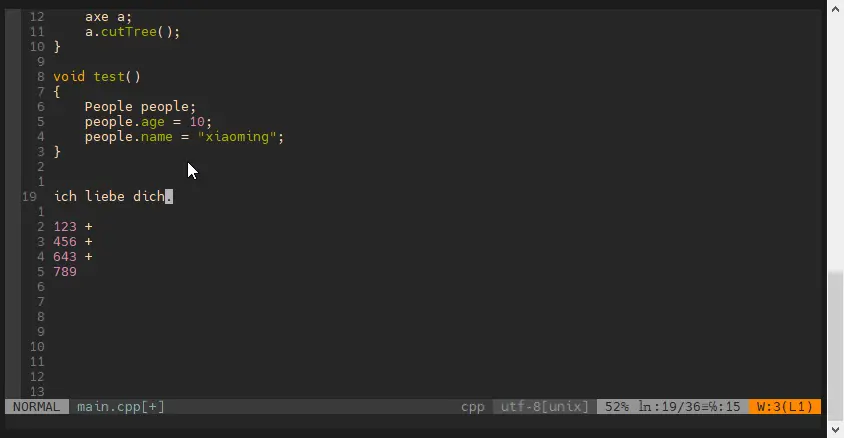 12 axe a;
11 a.cutTree();
10 }
9
8 void test()
7 {
6 People people;
5 people.age = 10;
4 people.name = "xiaoming";
3 }
2
1
19 ich liebe dich.
1
2 123 +
3 456 +
4 643 +
5 789
6
7
8
9
10
11
12
13
NORMAL main.cpp[+] cpp utf-8[unix] 52% ln:19/36≡%:15 W:3(L1)